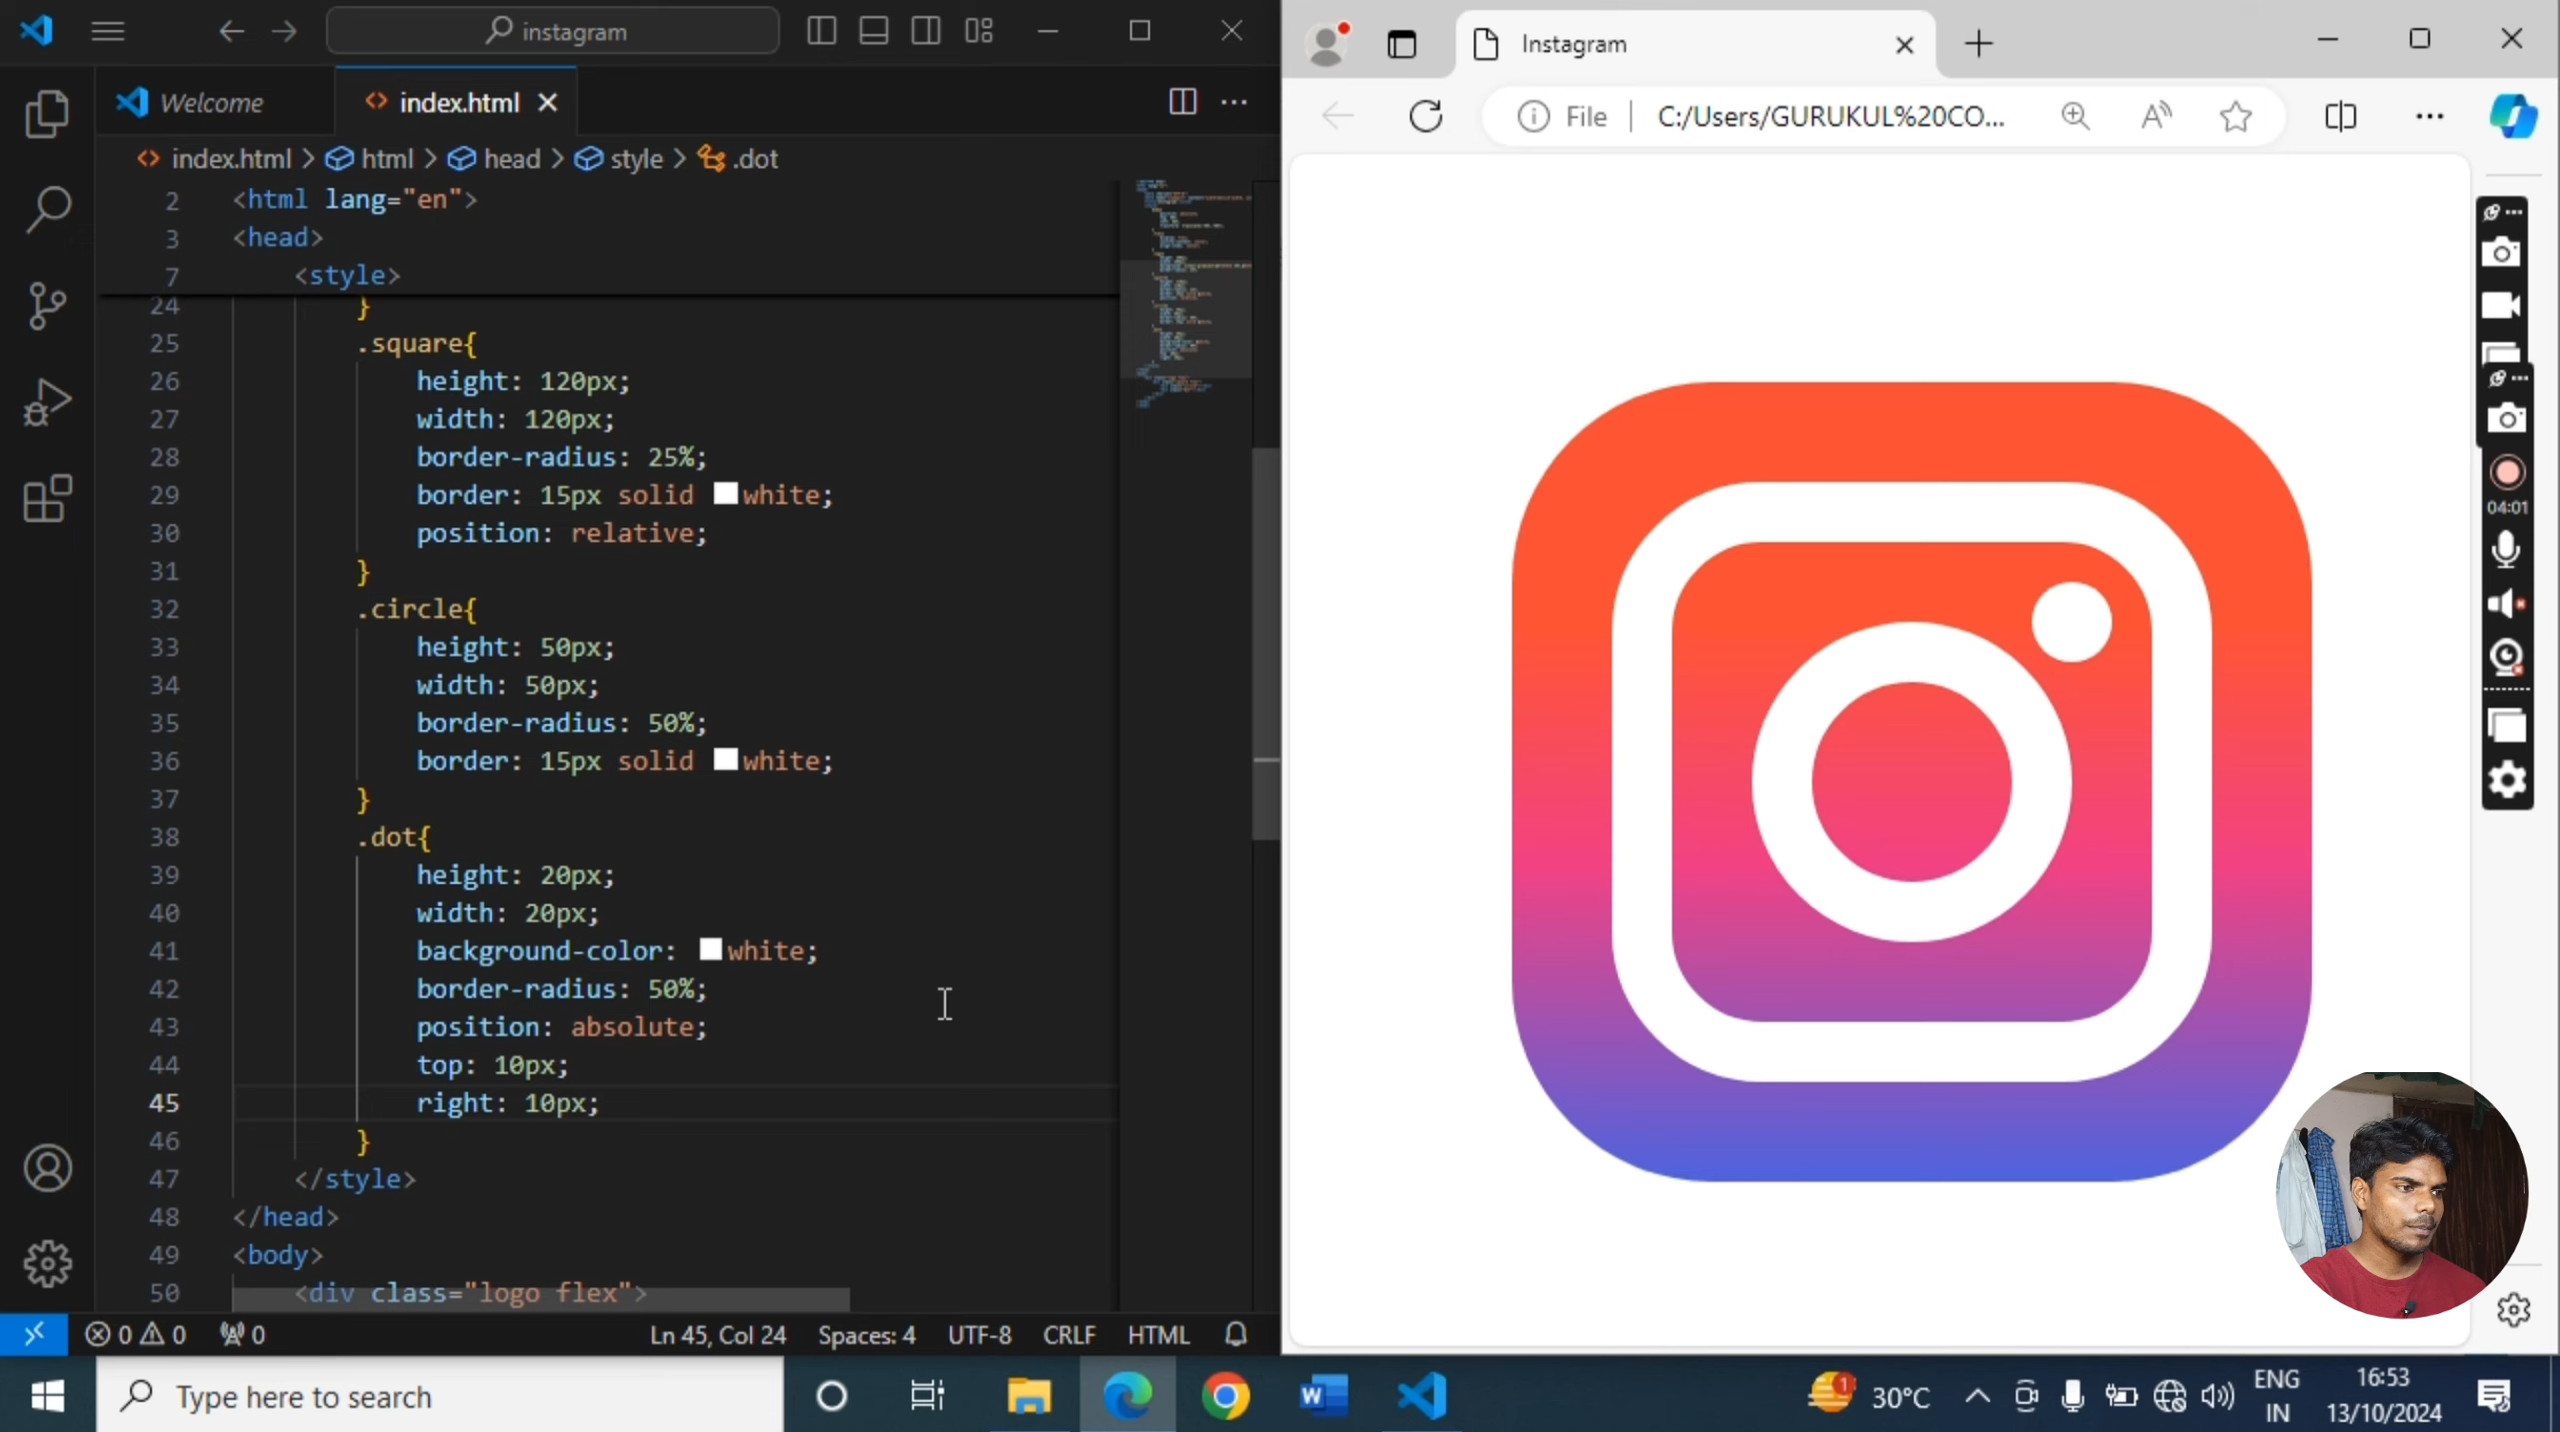 instagram
Welcome
index.html
index.html > html > head > style > .dot
2 <html lang="en">
3 <head>
7 <style>
24 }
25 .square{
26 height: 120px;
27 width: 120px;
28 border-radius: 25%;
29 border: 15px solid white;
30 position: relative;
31 }
32 .circle{
33 height: 50px;
34 width: 50px;
35 border-radius: 50%;
36 border: 15px solid white;
37 }
38 .dot{
39 height: 20px;
40 width: 20px;
41 background-color: white;
42 border-radius: 50%;
43 position: absolute;
44 top: 10px;
45 right: 10px;
46 }
47 </style>
48 </head>
49 <body>
50 <div class="logo flex">
0 0 0
Ln 45, Col 24 Spaces: 4 UTF-8 CRLF HTML
Instagram
File C:/Users/GURUKUL%20CO...
04:01
Type here to search
1
30°C
ENG
IN
16:53
13/10/2024